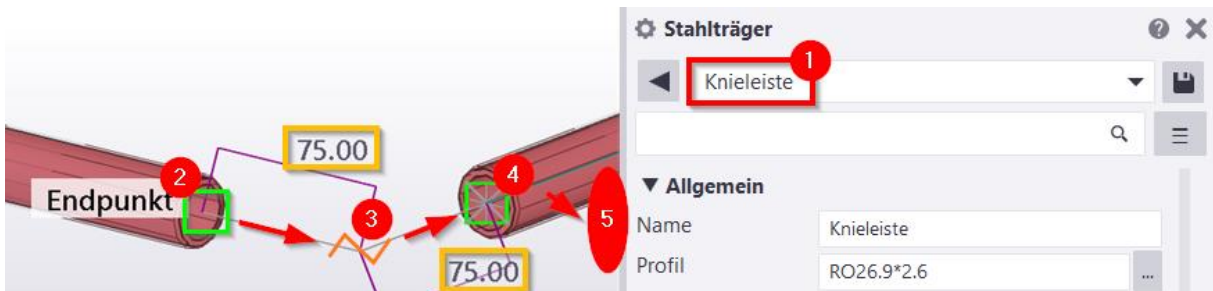 Stahlträger
1
Knieleiste
75.00
2
4
Endpunkt
3
5
75.00
Allgemein
Name
Knieleiste
Profil
RO26.9*2.6
...